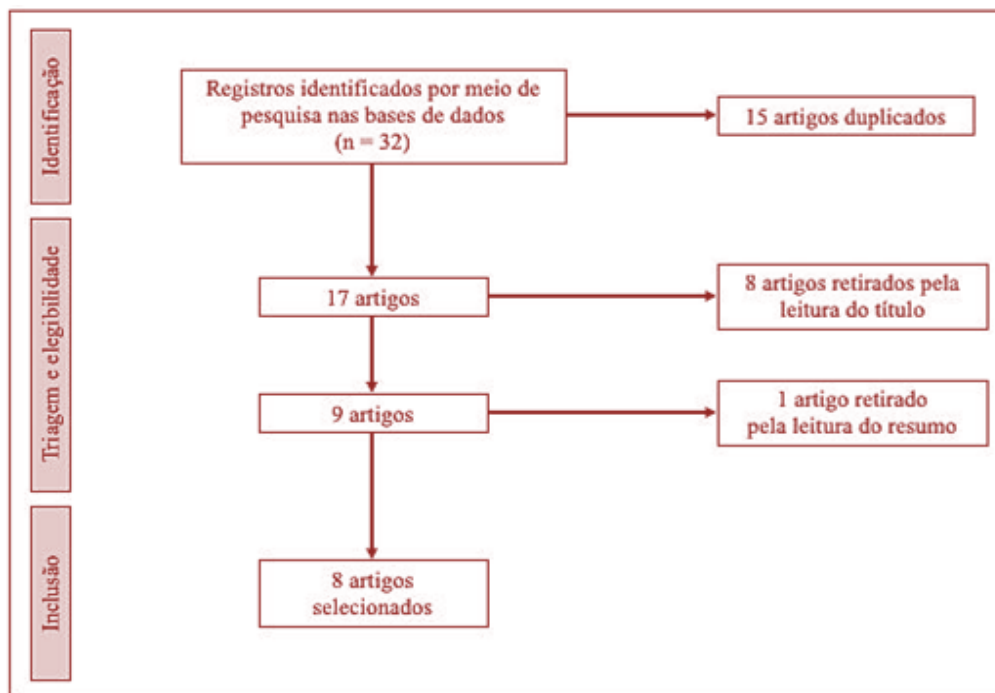 Identificação
Registros identificados por meio de
pesquisa nas bases de dados
(n = 32)
15 artigos duplicados
Triagem e elegibilidade
17 artigos
8 artigos retirados pela
leitura do título
9 artigos
1 artigo retirado
pela leitura do resumo
Inclusão
8 artigos
selecionados